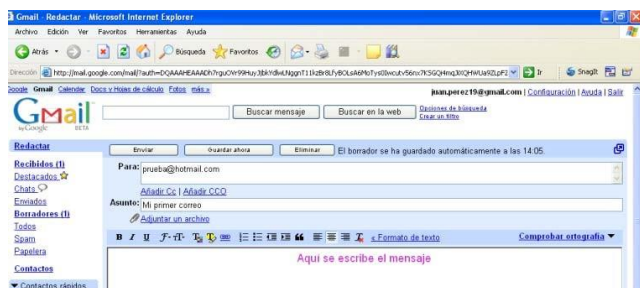 Gmail - Redactar - Microsoft Internet Explorer
Archivo Edición Ver Favoritos Herramientas Ayuda
Atrás Búsqueda Favoritos
Dirección Ir SnagIt
Google Gmail Calendar Docs y Hojas de cálculo Fotos más »
juan.perez19@gmail.com | Configuración | Ayuda | Salir
Gmail by Google BETA
Buscar mensaje Buscar en la web Opciones de búsqueda
Crear un filtro
Redactar
Enviar Guardar ahora Eliminar El borrador se ha guardado automáticamente a las 14:05.
Recibidos (1)
Destacados
Chats
Enviados
Borradores (1)
Todos
Spam
Papelera
Contactos
Contactos rápidos
Para: prueba@hotmail.com
Añadir Cc | Añadir CCO
Asunto: Mi primer correo
Adjuntar un archivo
« Formato de texto Comprobar ortografía
Aquí se escribe el mensaje